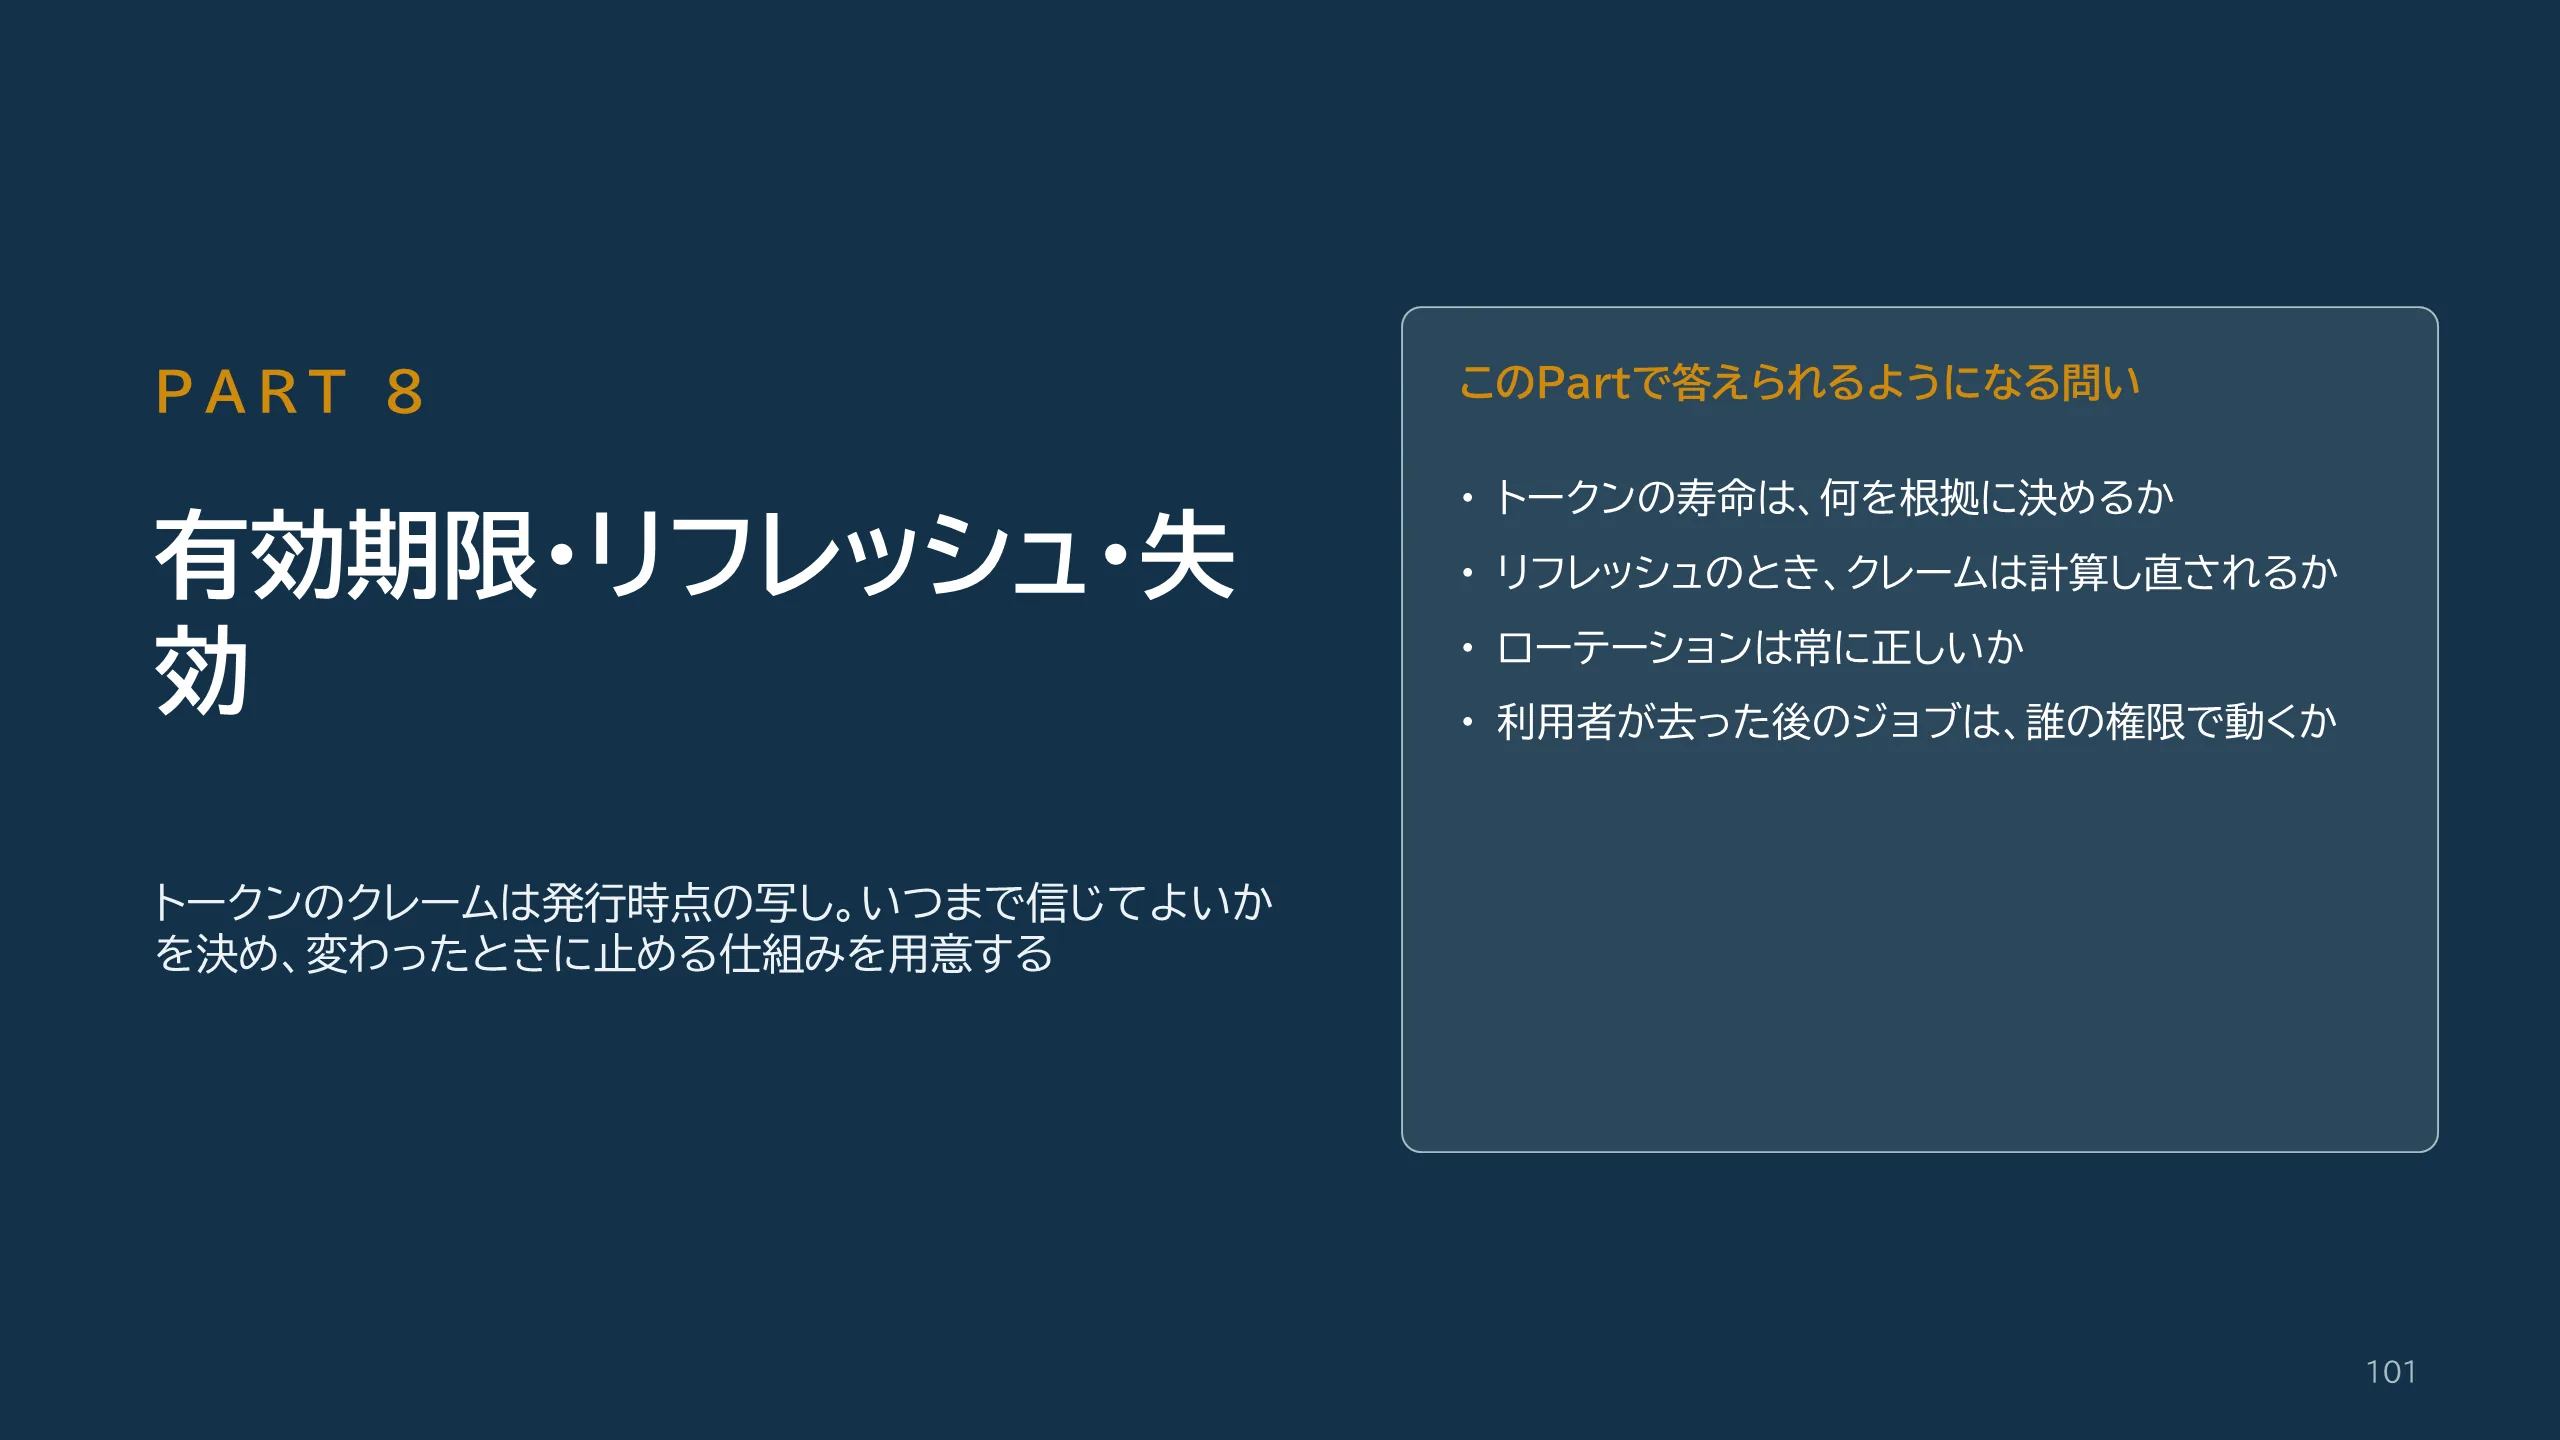 PART 8
有効期限・リフレッシュ・失
効
トークンのクレームは発行時点の写し。いつまで信じてよいか
を決め、変わったときに止める仕組みを用意する
このPartで答えられるようになる問い
• トークンの寿命は、何を根拠に決めるか
• リフレッシュのとき、クレームは計算し直されるか
• ローテーションは常に正しいか
• 利用者が去った後のジョブは、誰の権限で動くか
101